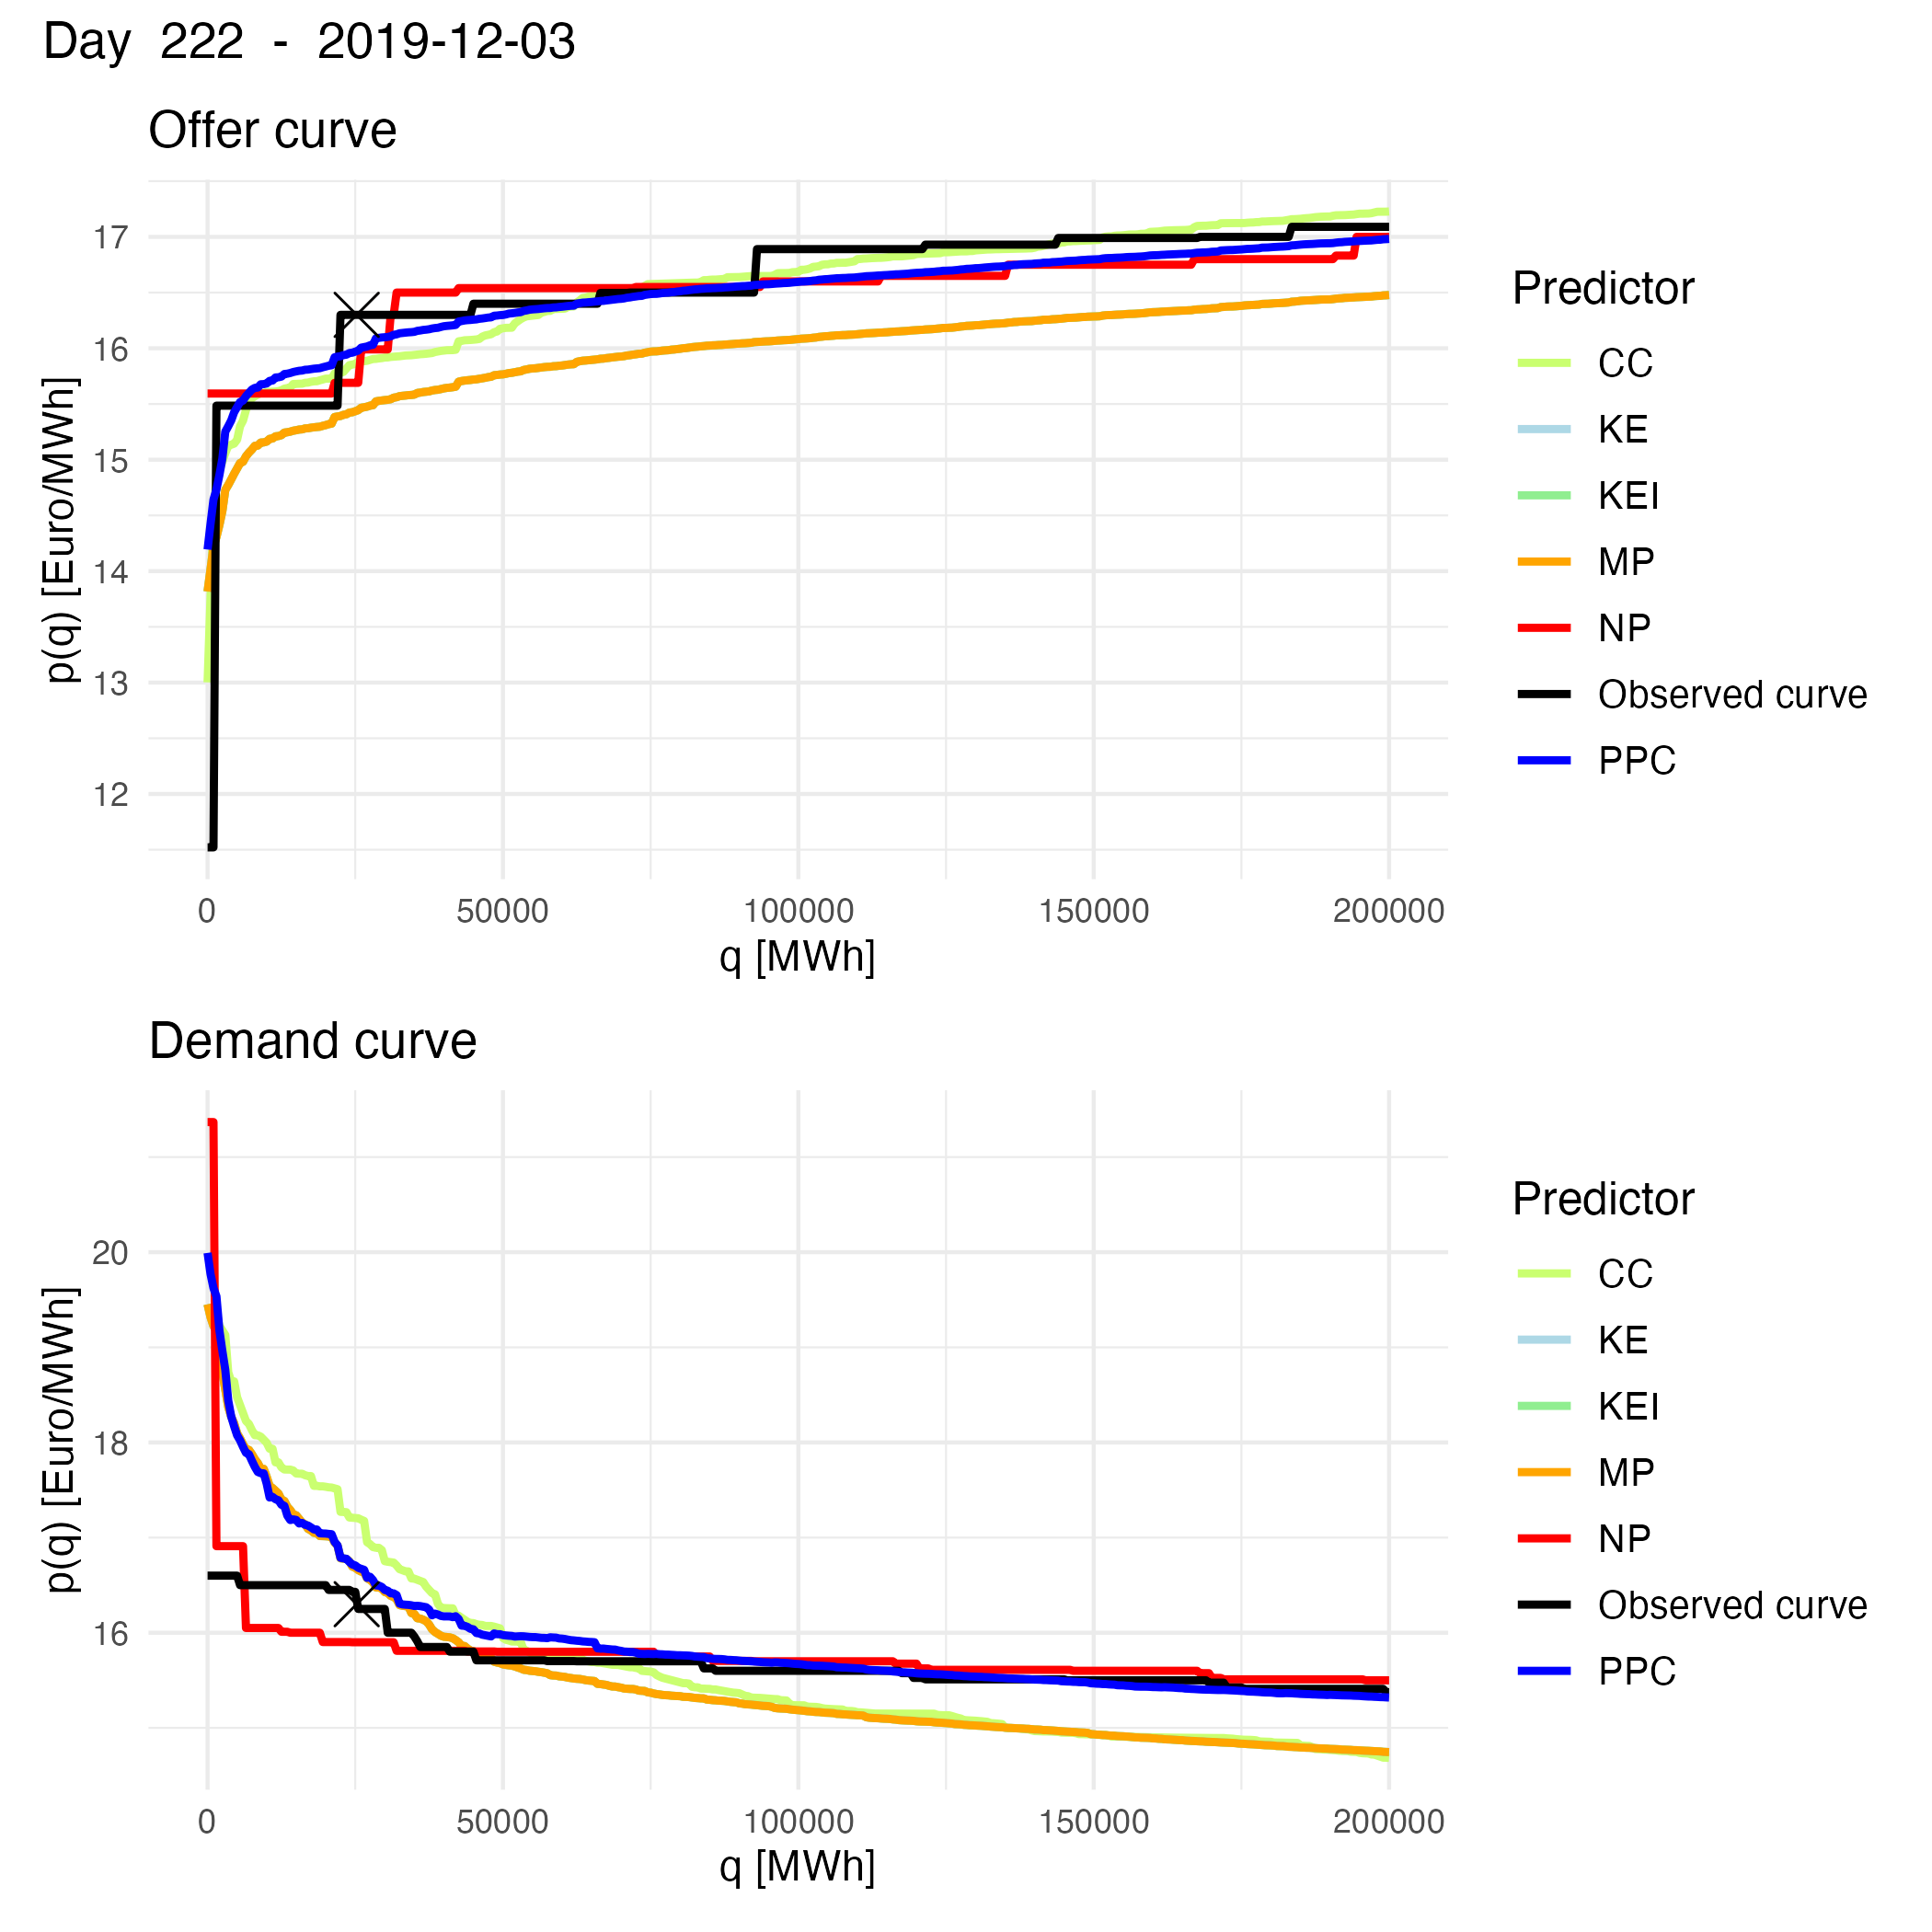 Day 222 - 2019-12-03
Offer curve
p(q) [Euro/MWh]
17
16
15
14
13
12
0 50000 100000 150000 200000
q [MWh]
Predictor
CC
KE
KEI
MP
NP
Observed curve
PPC
Demand curve
p(q) [Euro/MWh]
20
18
16
0 50000 100000 150000 200000
q [MWh]
Predictor
CC
KE
KEI
MP
NP
Observed curve
PPC